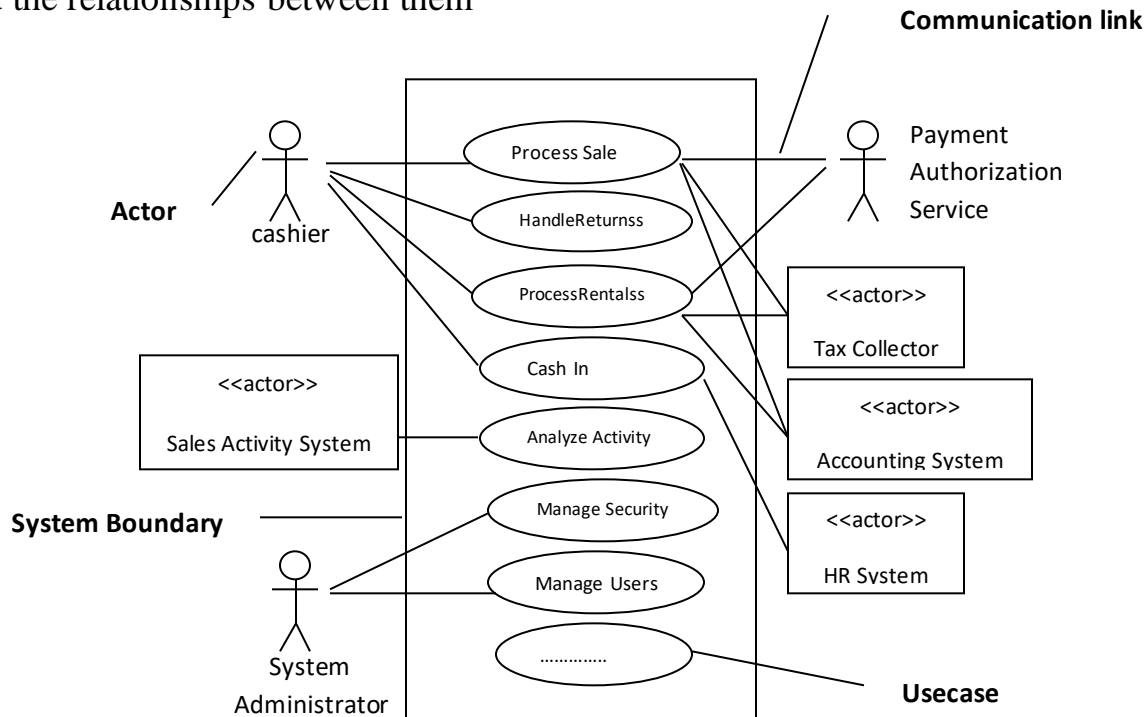 the relationships between them
Communication link
Process Sale
Payment
Authorization
Service
Actor
cashier
HandleReturnss
ProcessRentalss
<<actor>>
Tax Collector
Cash In
<<actor>>
Sales Activity System
<<actor>>
Accounting System
Analyze Activity
System Boundary
Manage Security
<<actor>>
HR System
Manage Users
System
Administrator
…………..
Usecase